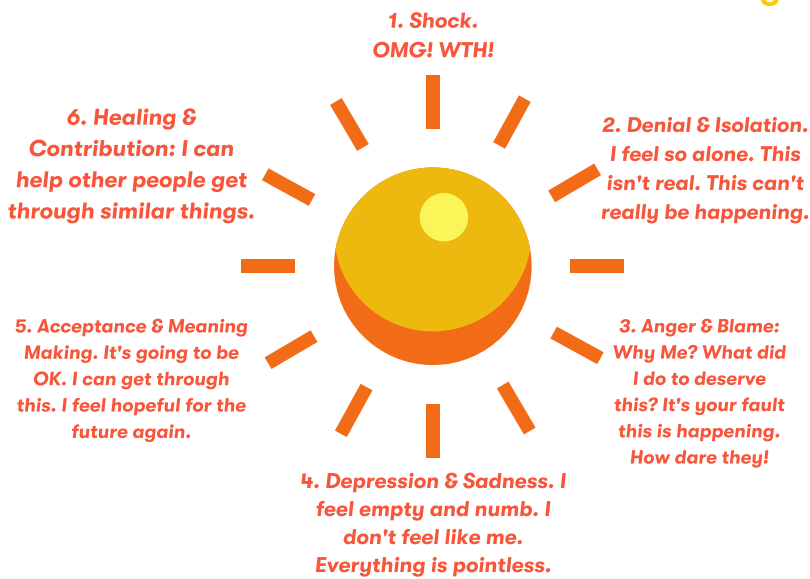 1. Shock.
OMG! WTH!
2. Denial & Isolation.
I feel so alone. This
isn't real. This can't
really be happening.
3. Anger & Blame:
Why Me? What did
I do to deserve
this? It's your fault
this is happening.
How dare they!
4. Depression & Sadness. I
feel empty and numb. I
don't feel like me.
Everything is pointless.
5. Acceptance & Meaning
Making. It's going to be
OK. I can get through
this. I feel hopeful for the
future again.
6. Healing &
Contribution: I can
help other people get
through similar things.